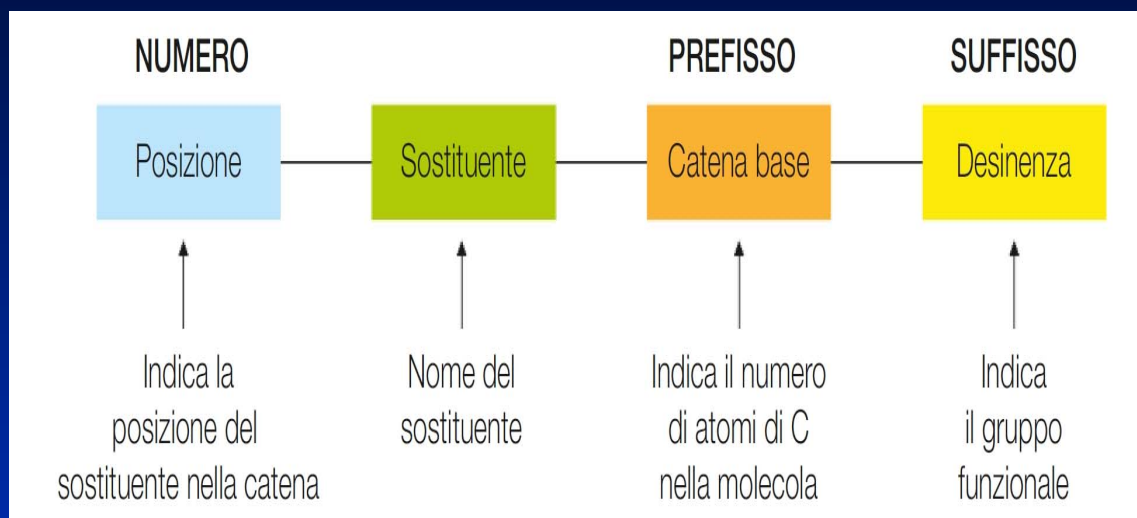 NUMERO
PREFISSO
SUFFISSO
Posizione
Sostituente
Catena base
Desinenza
Indica la
posizione del
sostituente nella catena
Nome del
sostituente
Indica il numero
di atomi di C
nella molecola
Indica
il gruppo
funzionale